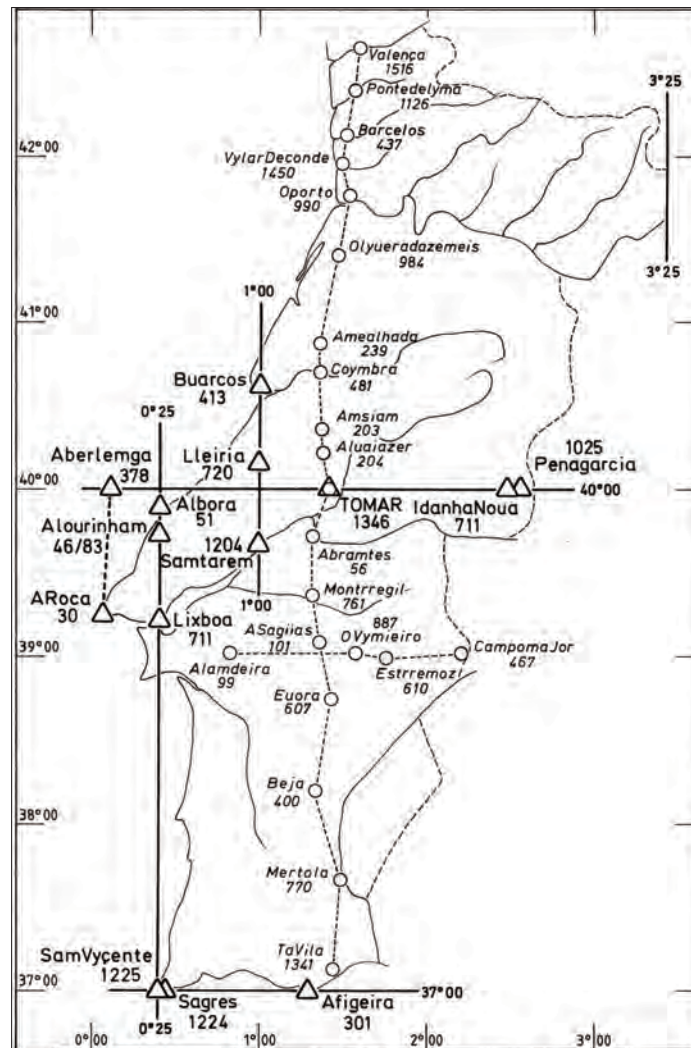 Valença
1516
3°25
Pontedelyma
1126
42°00
Barcelos
437
VylarDeconde
1450
Oporto
990
Olyueradazemeis
984
3°25
1°00
41°00
Amealhada
239
Buarcos
413
Coymbra
481
0°25
Amsiam
203
Aberlemga
378
Lleiria
720
Aluaiazer
204
1025
Penagarcia
40°00
40°00
Albora
51
TOMAR
1346
IdanhaNoua
711
Alourinham
46/83
1204
Samtarem
Abramtes
56
1°00
Montrregil
761
ARoca
30
Lixboa
711
ASagiias
101
887
OVymieiro
CampomaJor
467
39°00
Alamdeira
99
Estrremoz
610
Euora
607
Beja
400
38°00
Mertola
770
TaVila
1341
SamVyçente
1225
37°00
37°00
Sagres
1224
Afigeira
301
0°25
0°00
1°00
2°00
3°00